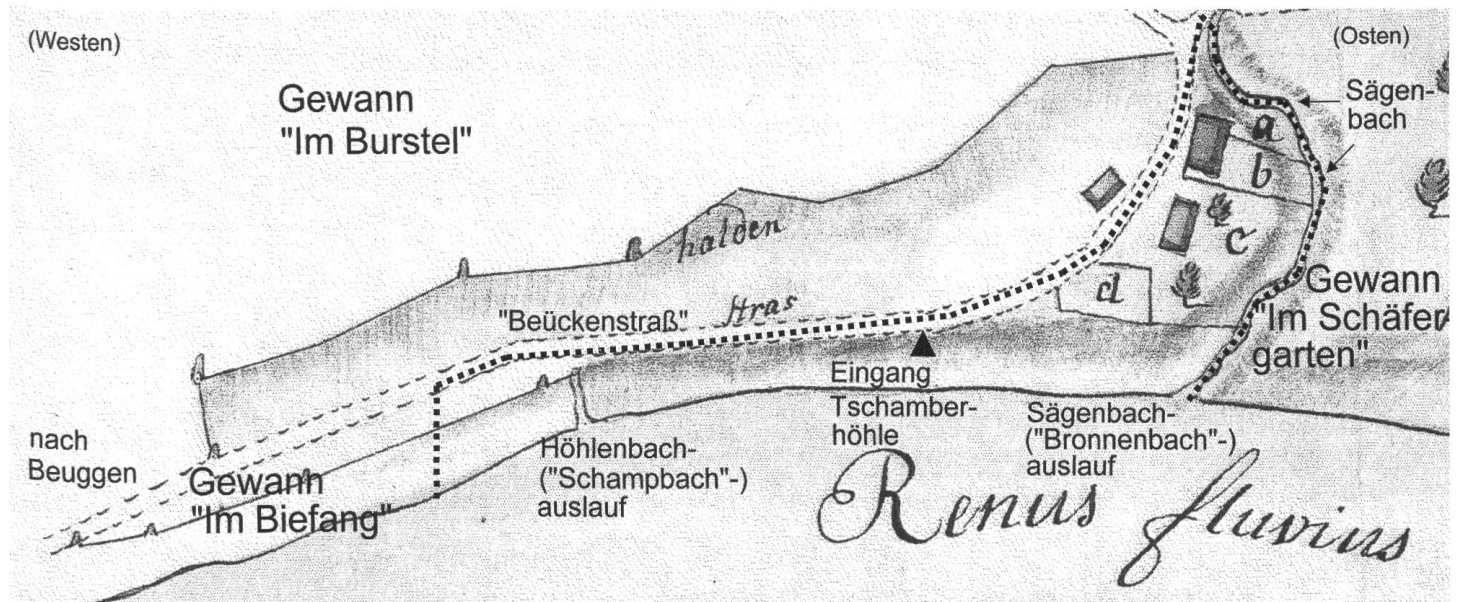 (Westen)
(Osten)
Gewann
"Im Burstel"
Sägen-
bach
a
b
c
d
halden
Stras
"Beückenstraß"
Gewann
"Im Schäfer
garten"
Eingang
Tschamber-
höhle
Sägenbach-
("Bronnenbach"-)
auslauf
Höhlenbach-
("Schampbach"-)
auslauf
nach
Beuggen
Gewann
"Im Biefang"
Renus fluvius